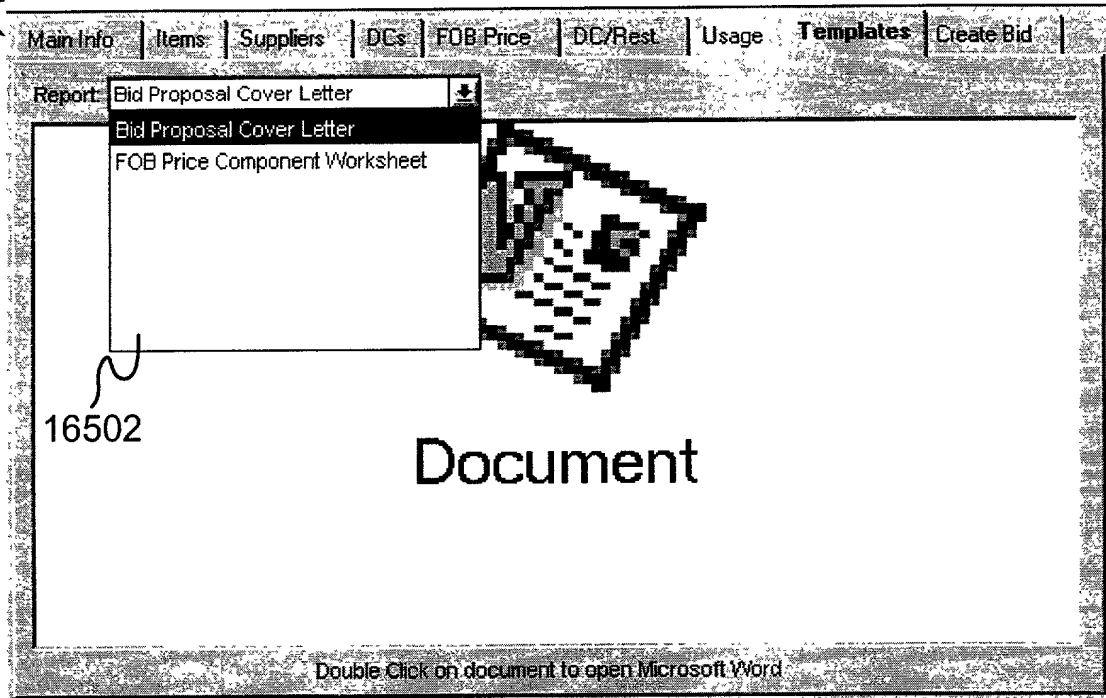 Main Info Items Suppliers DCs FOB Price DC/Rest. Usage Templates Create Bid
Report: Bid Proposal Cover Letter
Bid Proposal Cover Letter
FOB Price Component Worksheet
16502
Document
Double Click on document to open Microsoft Word